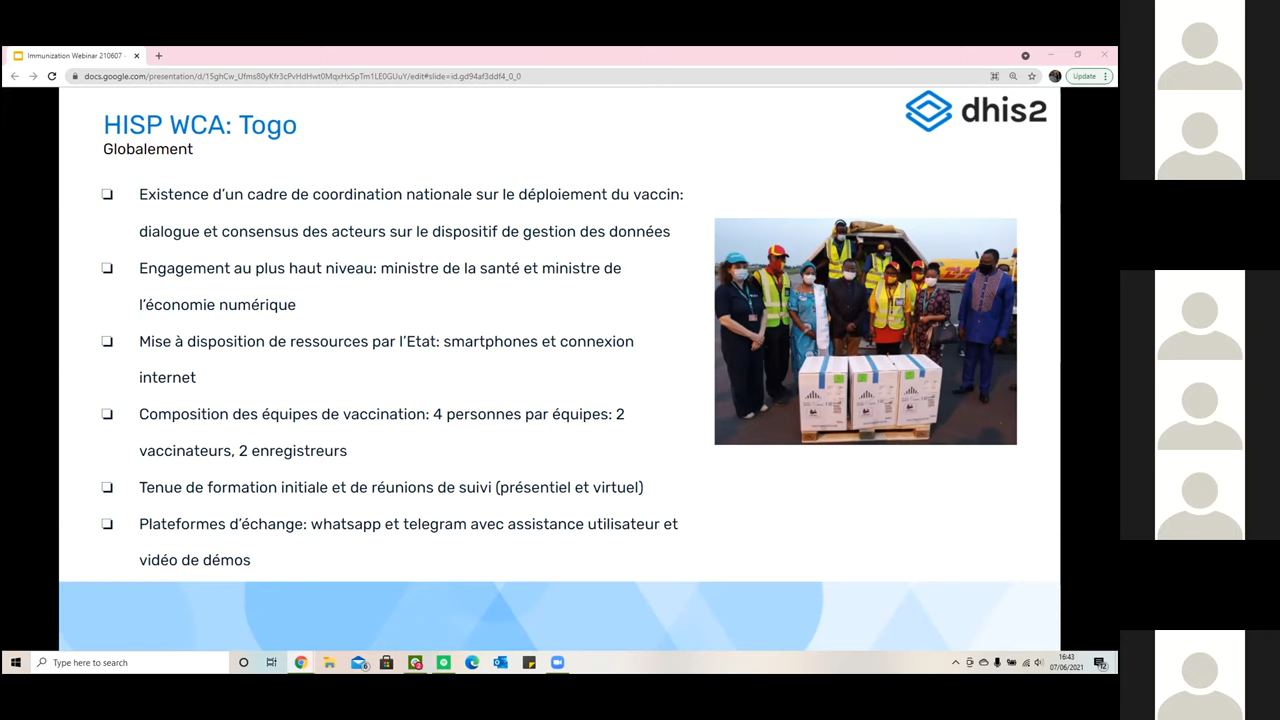 Immunization Webinar 210607 -
docs.google.com/presentation/d/15ghCw_Ufms80yKfr3cPvHdHwt0MqxHxSpTm1LE0GUuY/edit#slide=id.gd94af3ddf4_0_0
Update
HISP WCA: Togo
dhis2
Globalement
Existence d’un cadre de coordination nationale sur le déploiement du vaccin:
dialogue et consensus des acteurs sur le dispositif de gestion des données
Engagement au plus haut niveau: ministre de la santé et ministre de
l’économie numérique
Mise à disposition de ressources par l’Etat: smartphones et connexion
internet
Composition des équipes de vaccination: 4 personnes par équipes: 2
vaccinateurs, 2 enregistreurs
Tenue de formation initiale et de réunions de suivi (présentiel et virtuel)
Plateformes d’échange: whatsapp et telegram avec assistance utilisateur et
vidéo de démos
Type here to search
16:43
07/06/2021